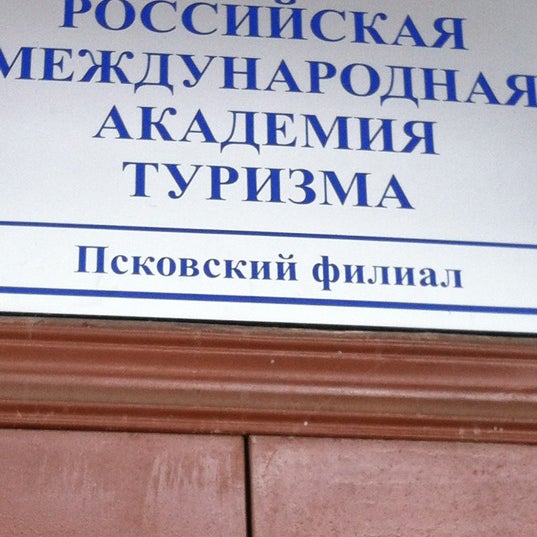 РОССИЙСКАЯ
МЕЖДУНАРОДНАЯ
АКАДЕМИЯ
ТУРИЗМА
Псковский филиал